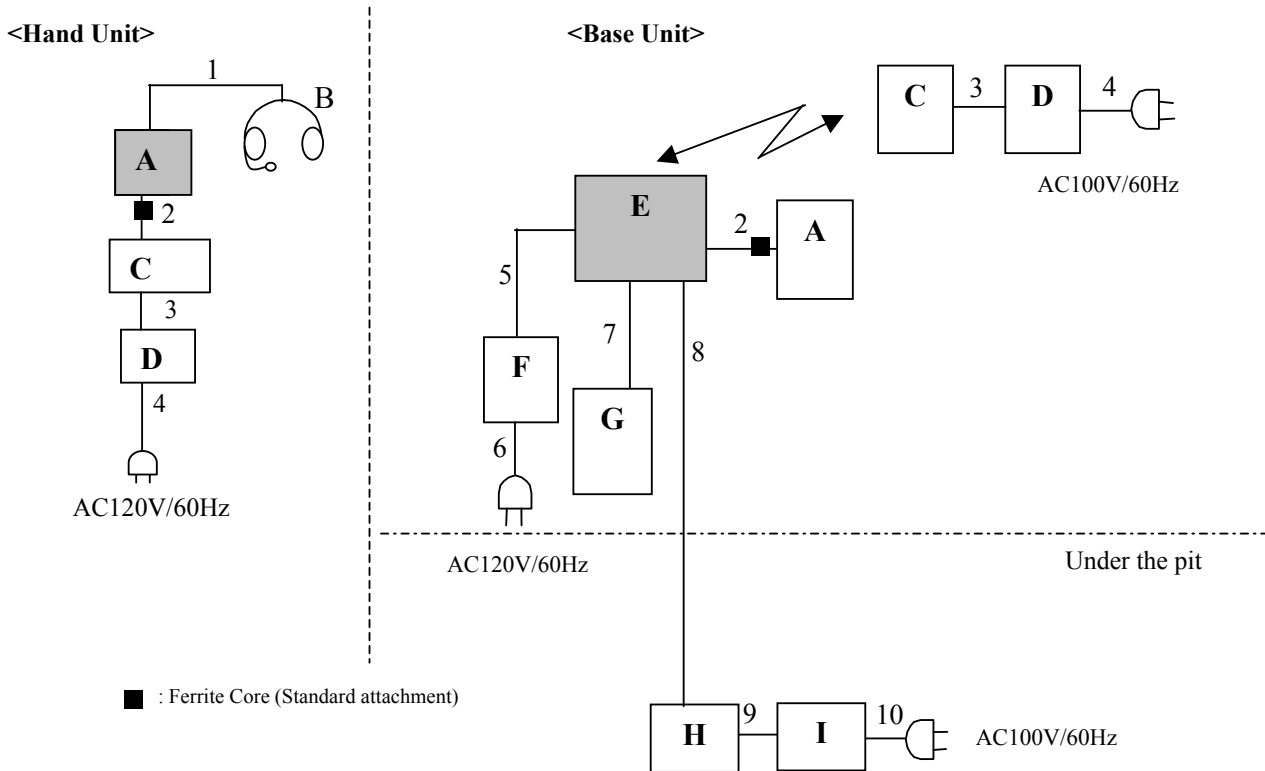 <Hand Unit>
1
B
A
2
C
3
D
4
AC120V/60Hz
<Base Unit>
C
3
D
4
AC100V/60Hz
E
2
A
5
7
8
F
G
6
AC120V/60Hz
Under the pit
: Ferrite Core (Standard attachment)
H
9
I
10
AC100V/60Hz